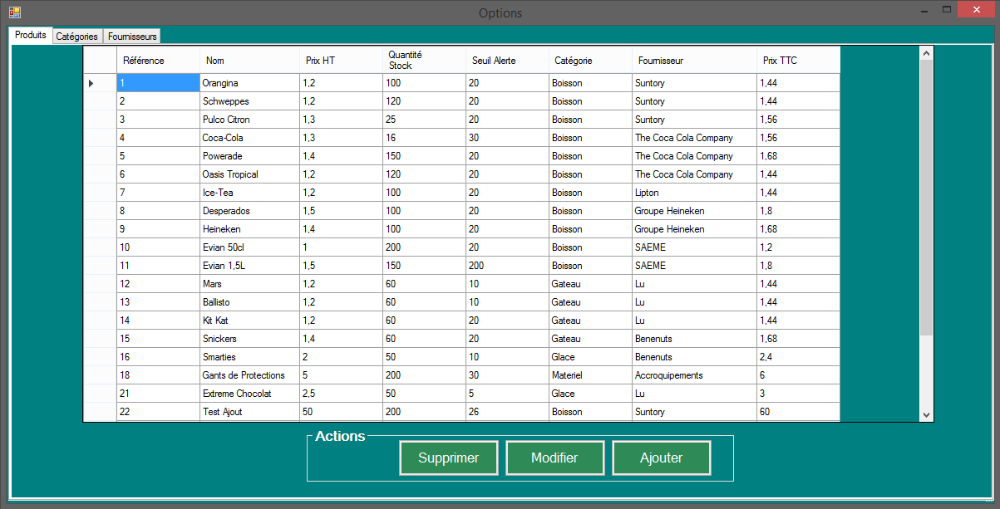 Options
Produits Catégories Fournisseurs
Référence Nom Prix HT Quantité Stock Seuil Alerte Catégorie Fournisseur Prix TTC
1 Orangina 1,2 100 20 Boisson Suntory 1,44
2 Schweppes 1,2 120 20 Boisson Suntory 1,44
3 Pulco Citron 1,3 25 20 Boisson Suntory 1,56
4 Coca-Cola 1,3 16 30 Boisson The Coca Cola Company 1,56
5 Powerade 1,4 150 20 Boisson The Coca Cola Company 1,68
6 Oasis Tropical 1,2 120 20 Boisson The Coca Cola Company 1,44
7 Ice-Tea 1,2 100 20 Boisson Lipton 1,44
8 Desperados 1,5 100 20 Boisson Groupe Heineken 1,8
9 Heineken 1,4 100 20 Boisson Groupe Heineken 1,68
10 Evian 50cl 1 200 20 Boisson SAEME 1,2
11 Evian 1,5L 1,5 150 200 Boisson SAEME 1,8
12 Mars 1,2 60 10 Gateau Lu 1,44
13 Ballisto 1,2 60 10 Gateau Lu 1,44
14 Kit Kat 1,2 60 20 Gateau Lu 1,44
15 Snickers 1,4 60 20 Gateau Benenuts 1,68
16 Smarties 2 50 10 Glace Benenuts 2,4
18 Gants de Protections 5 200 30 Materiel Accroquipements 6
21 Extreme Chocolat 2,5 50 5 Glace Lu 3
22 Test Ajout 50 200 26 Boisson Suntory 60
Actions
Supprimer Modifier Ajouter